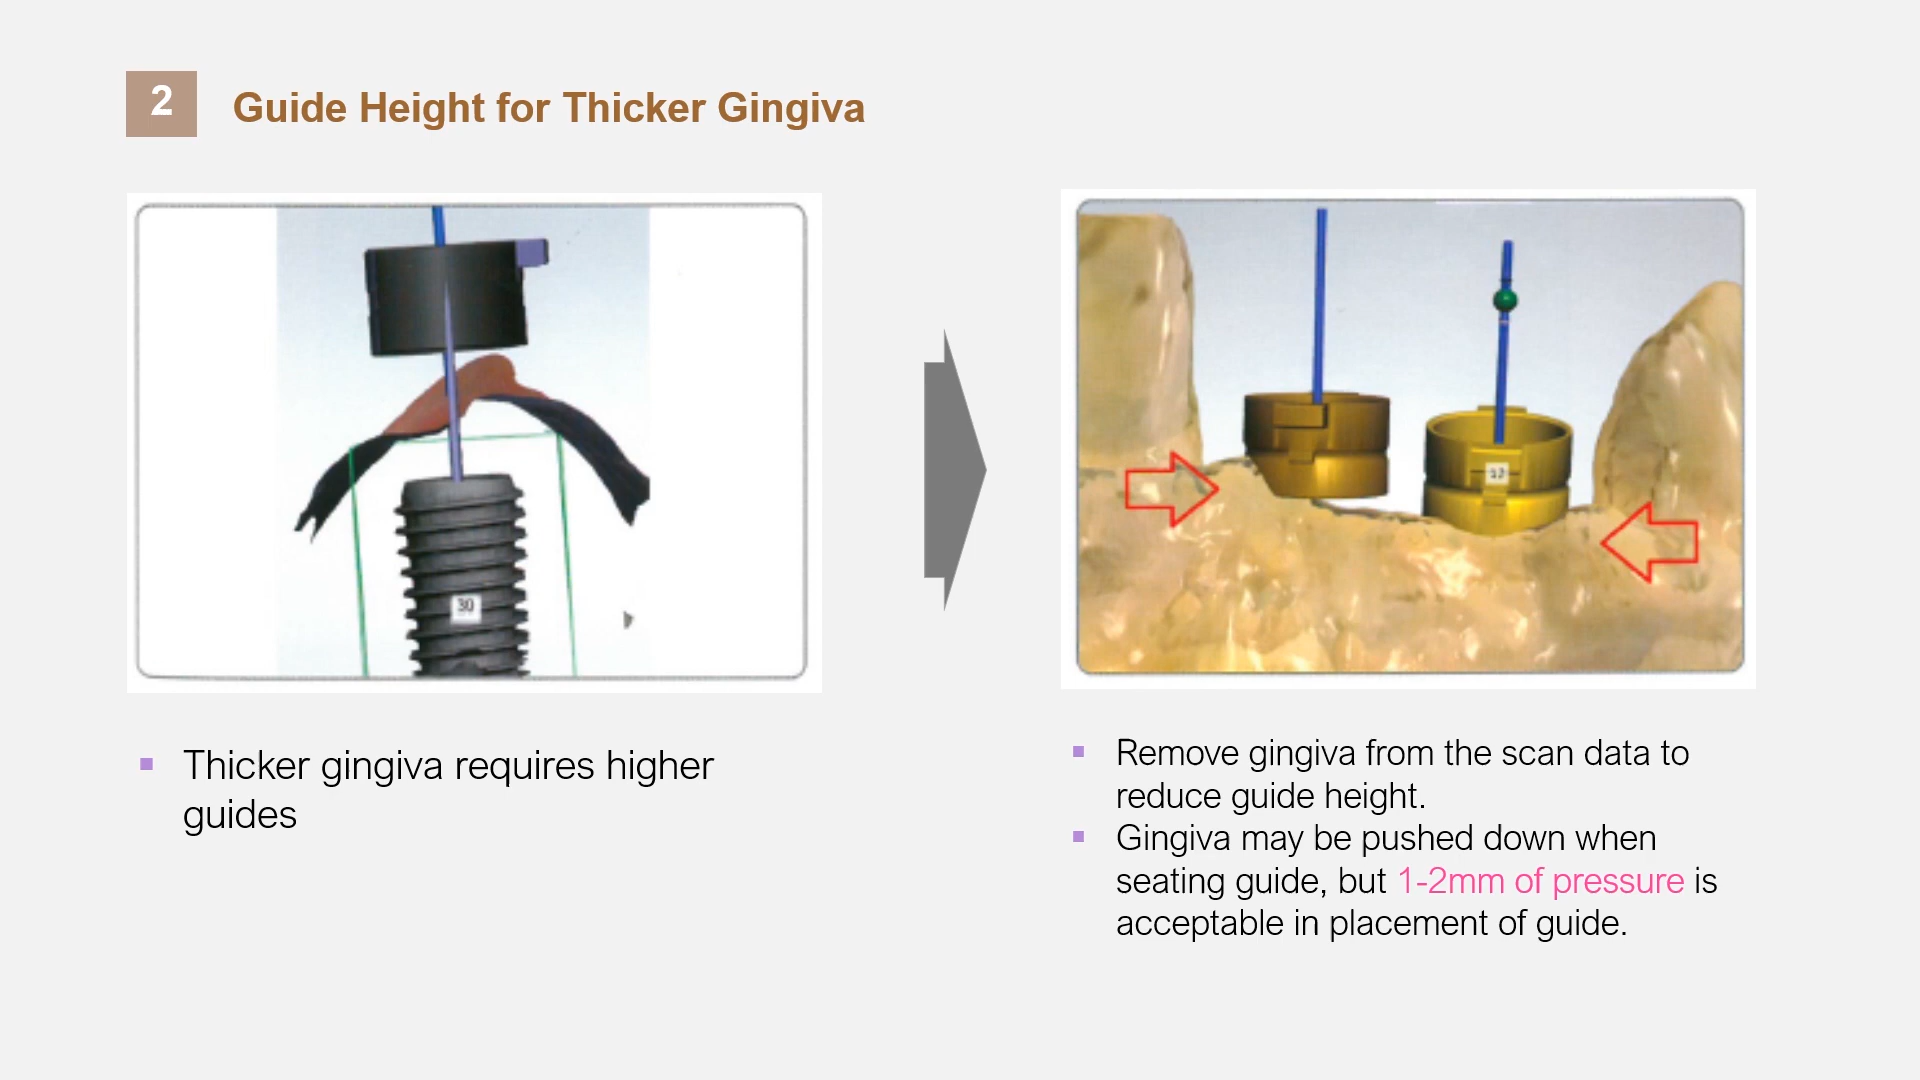 2
Guide Height for Thicker Gingiva
30
Thicker gingiva requires higher
guides
Remove gingiva from the scan data to
reduce guide height.
Gingiva may be pushed down when
seating guide, but 1-2mm of pressure is
acceptable in placement of guide.